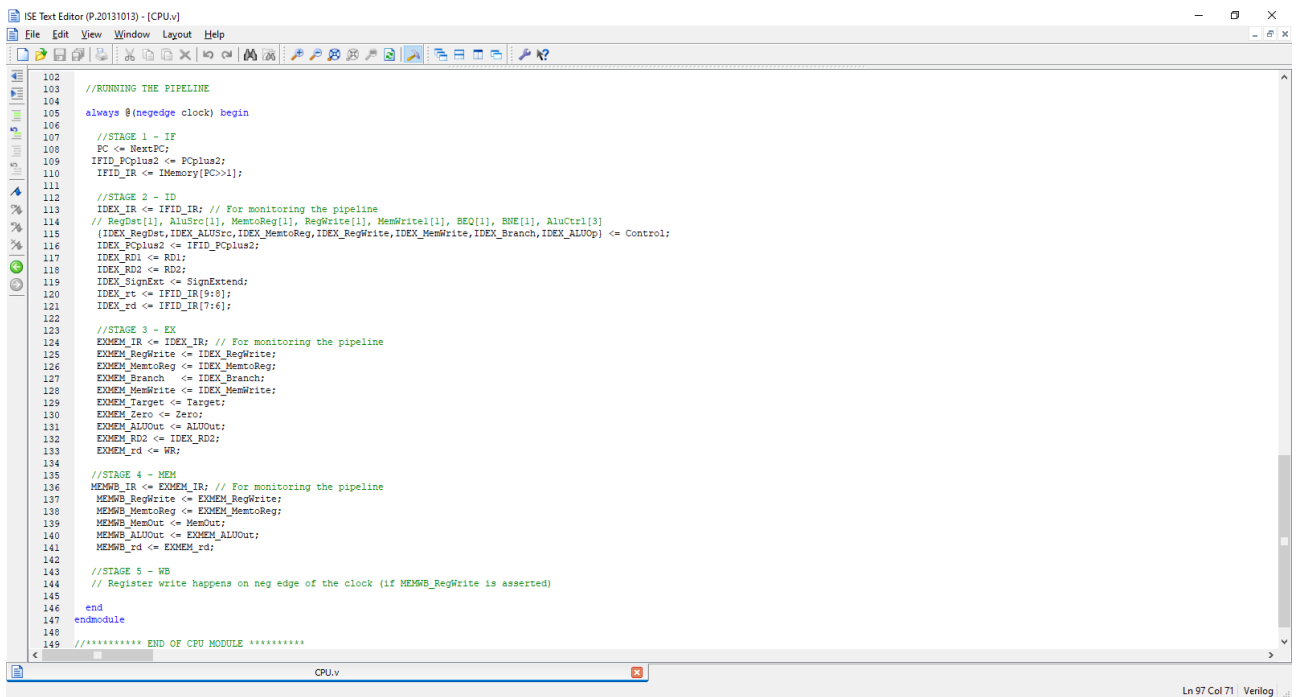 ISE Text Editor (P.20131013) - [CPU.v]
File Edit View Window Layout Help
102
103 //RUNNING THE PIPELINE
104
105 always @(negedge clock) begin
106
107 //STAGE 1 - IF
108 PC <= NextPC;
109 IFID_PCplus2 <= PCplus2;
110 IFID_IR <= IMemory[PC>>1];
111
112 //STAGE 2 - ID
113 IDEX_IR <= IFID_IR; // For monitoring the pipeline
114 // RegDst[1], AluSrc[1], MemtoReg[1], RegWrite[1], MemWrite1[1], BEQ[1], BNE[1], AluCtrl[3]
115 {IDEX_RegDst,IDEX_ALUSrc,IDEX_MemtoReg,IDEX_RegWrite,IDEX_MemWrite,IDEX_Branch,IDEX_ALUOp} <= Control;
116 IDEX_PCplus2 <= IFID_PCplus2;
117 IDEX_RD1 <= RD1;
118 IDEX_RD2 <= RD2;
119 IDEX_SignExt <= SignExtend;
120 IDEX_rt <= IFID_IR[9:8];
121 IDEX_rd <= IFID_IR[7:6];
122
123 //STAGE 3 - EX
124 EXMEM_IR <= IDEX_IR; // For monitoring the pipeline
125 EXMEM_RegWrite <= IDEX_RegWrite;
126 EXMEM_MemtoReg <= IDEX_MemtoReg;
127 EXMEM_Branch <= IDEX_Branch;
128 EXMEM_MemWrite <= IDEX_MemWrite;
129 EXMEM_Target <= Target;
130 EXMEM_Zero <= Zero;
131 EXMEM_ALUOut <= ALUOut;
132 EXMEM_RD2 <= IDEX_RD2;
133 EXMEM_rd <= WR;
134
135 //STAGE 4 - MEM
136 MEMWB_IR <= EXMEM_IR; // For monitoring the pipeline
137 MEMWB_RegWrite <= EXMEM_RegWrite;
138 MEMWB_MemtoReg <= EXMEM_MemtoReg;
139 MEMWB_MemOut <= MemOut;
140 MEMWB_ALUOut <= EXMEM_ALUOut;
141 MEMWB_rd <= EXMEM_rd;
142
143 //STAGE 5 - WB
144 // Register write happens on neg edge of the clock (if MEMWB_RegWrite is asserted)
145
146 end
147 endmodule
148
149 //********** END OF CPU MODULE **********
CPU.v
Ln 97 Col 71 Verilog